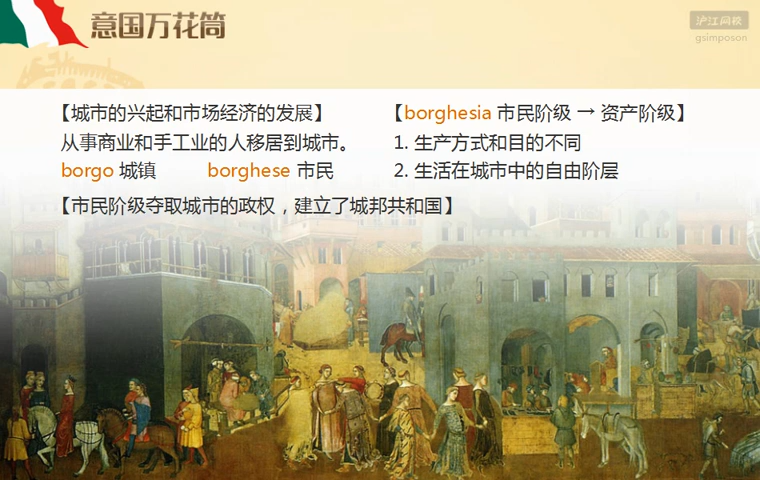 意国万花筒
沪江网校
gsimposon
【城市的兴起和市场经济的发展】
从事商业和手工业的人移居到城市。
borgo 城镇 borghese 市民
【borghesia 市民阶级 → 资产阶级】
1. 生产方式和目的不同
2. 生活在城市中的自由阶层
【市民阶级夺取城市的政权，建立了城邦共和国】